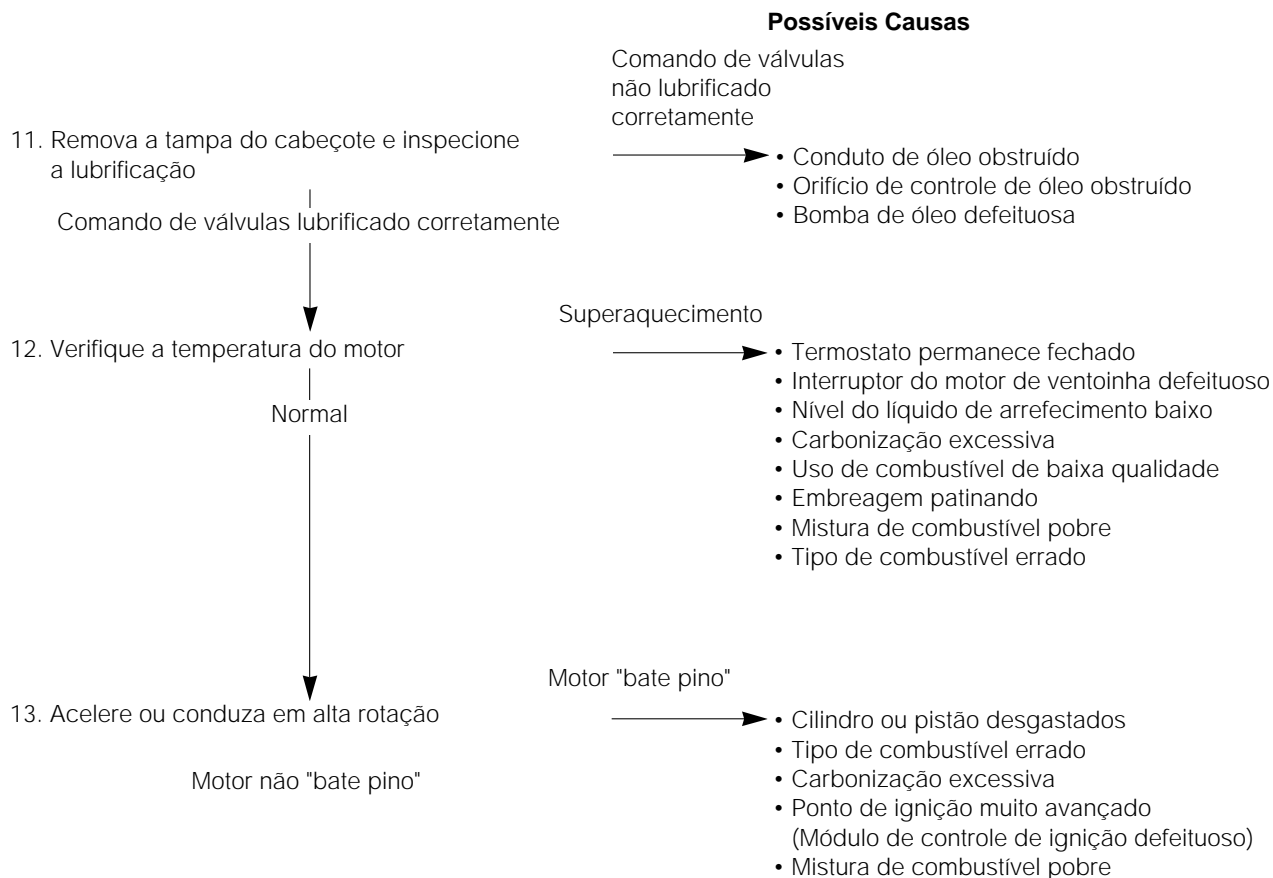 Possíveis Causas
Comando de válvulas
não lubrificado
corretamente
11. Remova a tampa do cabeçote e inspecione
a lubrificação
• Conduto de óleo obstruído
• Orifício de controle de óleo obstruído
• Bomba de óleo defeituosa
Comando de válvulas lubrificado corretamente
Superaquecimento
12. Verifique a temperatura do motor
• Termostato permanece fechado
• Interruptor do motor de ventoinha defeituoso
• Nível do líquido de arrefecimento baixo
• Carbonização excessiva
• Uso de combustível de baixa qualidade
• Embreagem patinando
• Mistura de combustível pobre
• Tipo de combustível errado
Normal
Motor "bate pino"
13. Acelere ou conduza em alta rotação
• Cilindro ou pistão desgastados
• Tipo de combustível errado
• Carbonização excessiva
• Ponto de ignição muito avançado
(Módulo de controle de ignição defeituoso)
• Mistura de combustível pobre
Motor não "bate pino"